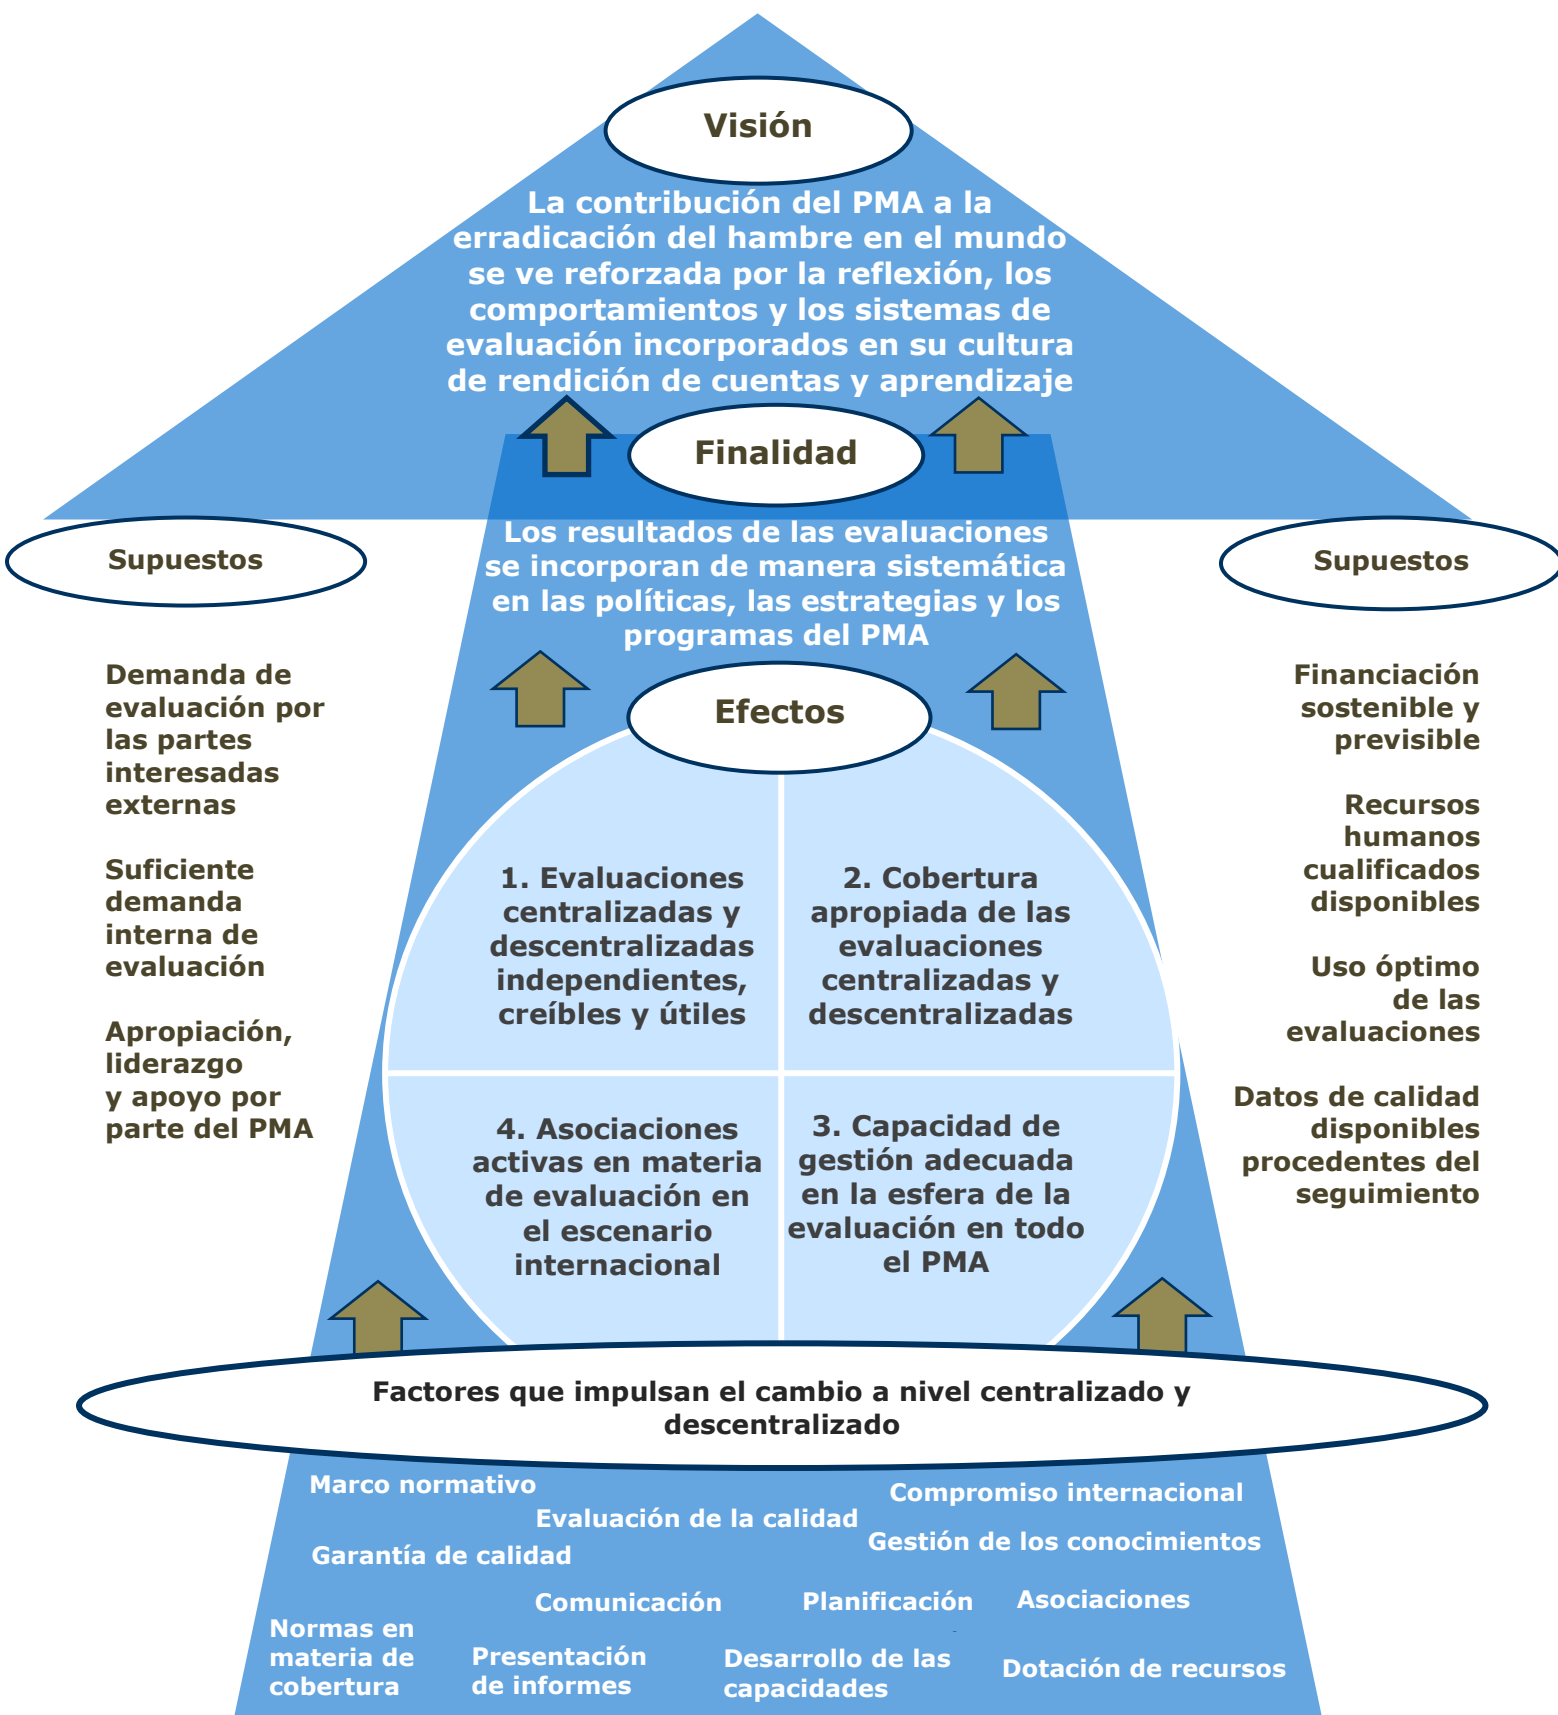 Visión
La contribución del PMA a la
erradicación del hambre en el mundo
se ve reforzada por la reflexión, los
comportamientos y los sistemas de
evaluación incorporados en su cultura
de rendición de cuentas y aprendizaje
Finalidad
Los resultados de las evaluaciones
se incorporan de manera sistemática
en las políticas, las estrategias y los
programas del PMA
Supuestos
Demanda de
evaluación por
las partes
interesadas
externas
Suficiente
demanda
interna de
evaluación
Apropiación,
liderazgo
y apoyo por
parte del PMA
Supuestos
Financiación
sostenible y
previsible
Recursos
humanos
cualificados
disponibles
Uso óptimo
de las
evaluaciones
Datos de calidad
disponibles
procedentes del
seguimiento
Efectos
1. Evaluaciones
centralizadas y
descentralizadas
independientes,
creíbles y útiles
2. Cobertura
apropiada de las
evaluaciones
centralizadas y
descentralizadas
4. Asociaciones
activas en materia
de evaluación en
el escenario
internacional
3. Capacidad de
gestión adecuada
en la esfera de la
evaluación en todo
el PMA
Factores que impulsan el cambio a nivel centralizado y
descentralizado
Marco normativo
Compromiso internacional
Evaluación de la calidad
Gestión de los conocimientos
Garantía de calidad
Comunicación
Planificación
Asociaciones
Normas en
materia de
cobertura
Presentación
de informes
Desarrollo de las
capacidades
Dotación de recursos